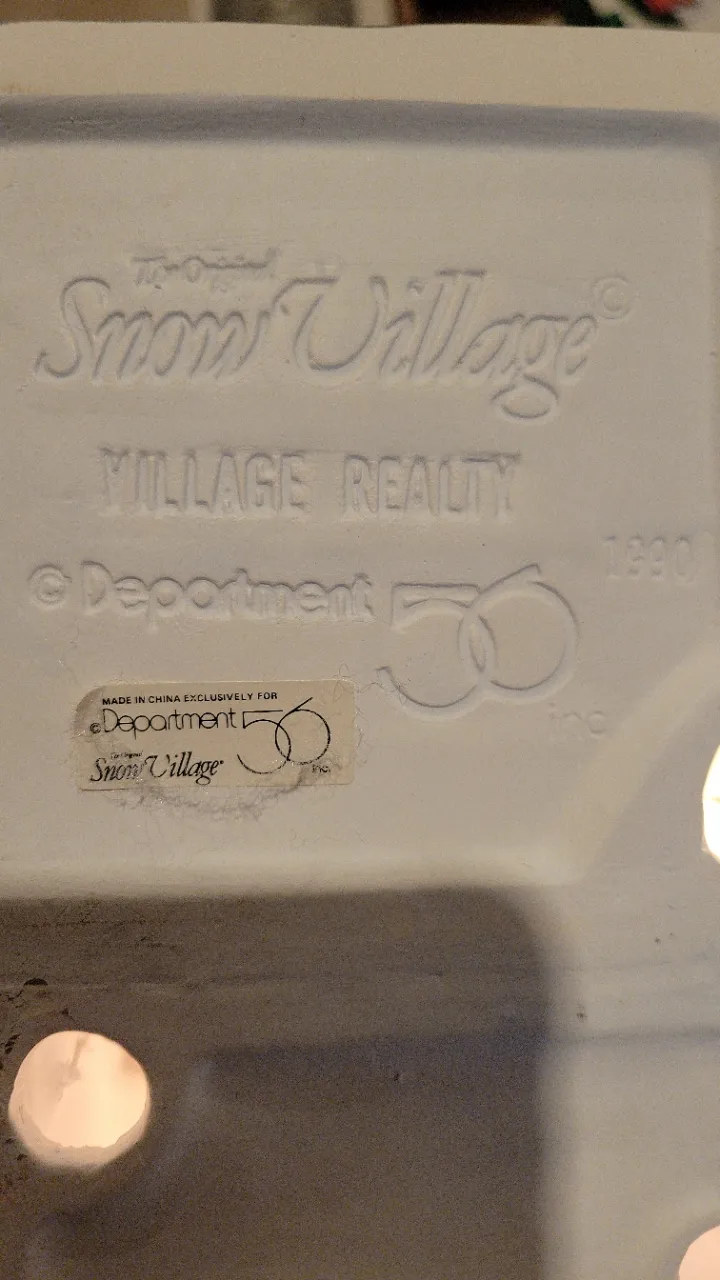 The Original
Snow Village©
VILLAGE REALTY
1990
© Department 56
inc
MADE IN CHINA EXCLUSIVELY FOR
©Department 56
The Original
Snow Village®
inc.